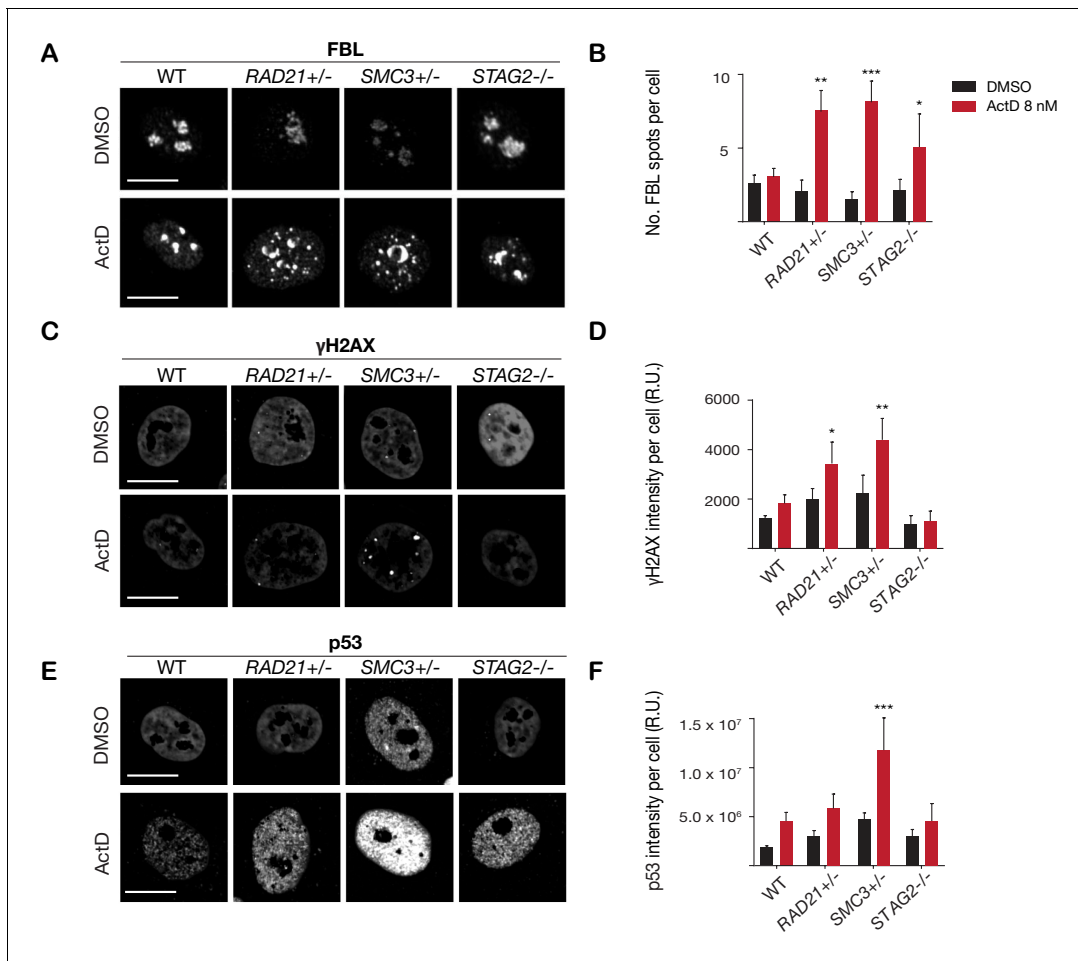 A
FBL
WT RAD21+/- SMC3+/- STAG2-/-
DMSO
ActD
B
No. FBL spots per cell
10
5
** *** *
DMSO
ActD 8 nM
WT
RAD21+/-
SMC3+/-
STAG2-/-
C
γH2AX
WT RAD21+/- SMC3+/- STAG2-/-
DMSO
ActD
D
γH2AX intensity per cell (R.U.)
6000
4000
2000
* **
WT
RAD21+/-
SMC3+/-
STAG2-/-
E
p53
WT RAD21+/- SMC3+/- STAG2-/-
DMSO
ActD
F
p53 intensity per cell (R.U.)
1.5 x 10⁷
1.0 x 10⁷
5.0 x 10⁶
***
WT
RAD21+/-
SMC3+/-
STAG2-/-